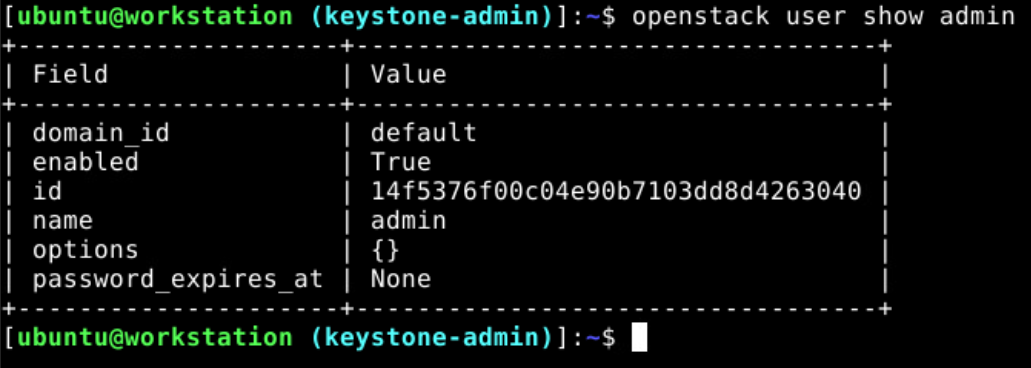 [ubuntu@workstation (keystone-admin)]:~$ openstack user show admin
+---------------------+----------------------------------+
| Field               | Value                            |
+---------------------+----------------------------------+
| domain_id           | default                          |
| enabled             | True                             |
| id                  | 14f5376f00c04e90b7103dd8d4263040 |
| name                | admin                            |
| options             | {}                               |
| password_expires_at | None                             |
+---------------------+----------------------------------+
[ubuntu@workstation (keystone-admin)]:~$